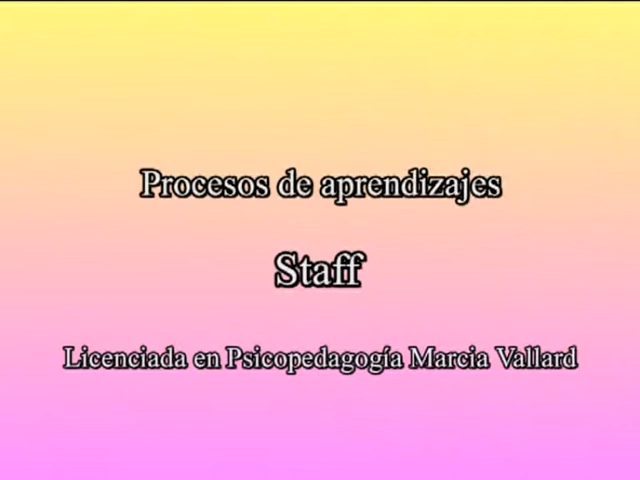 Procesos de aprendizajes
Staff
Licenciada en Psicopedagogía Marcia Vallard